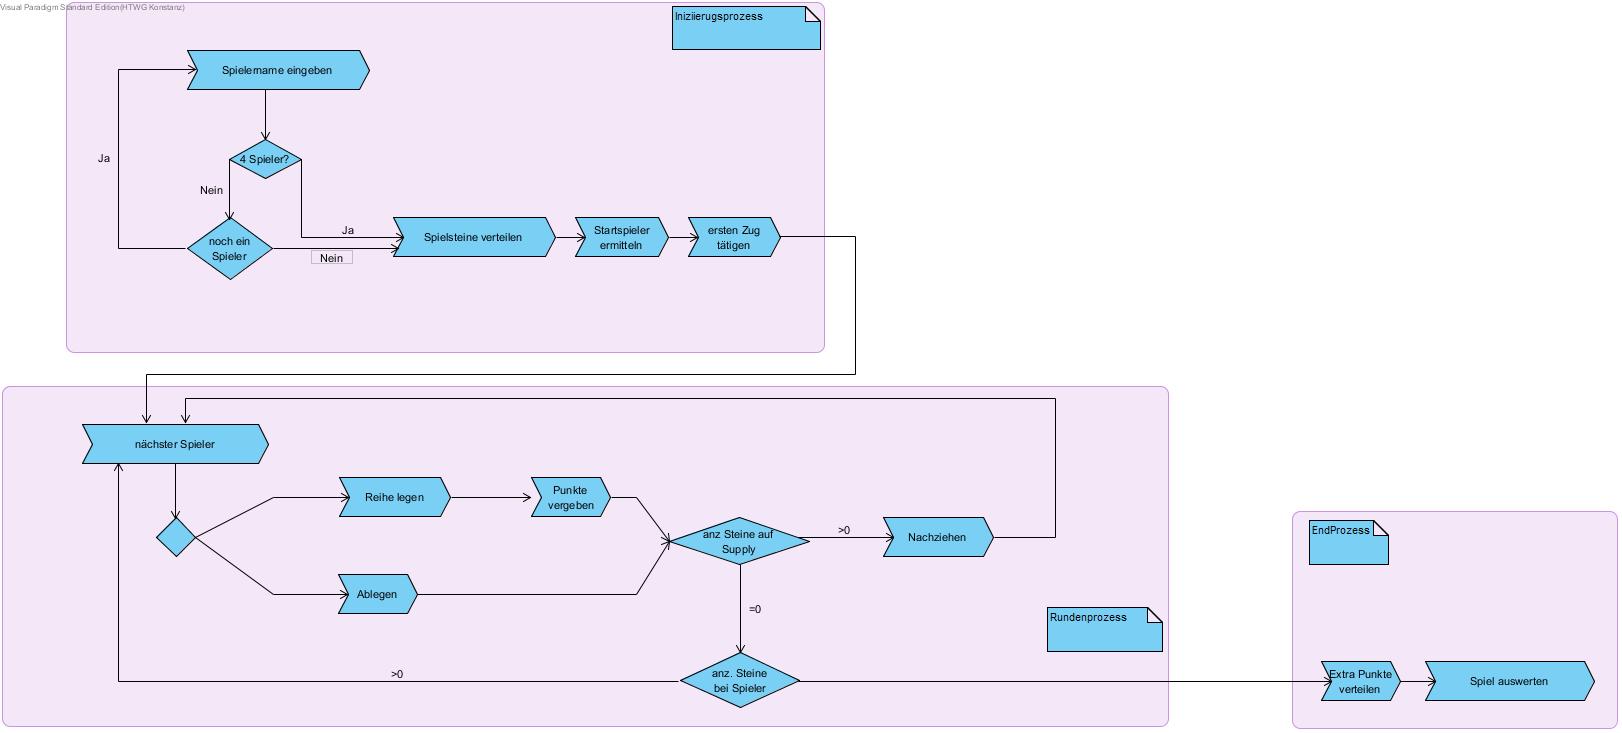 Visual Paradigm Standard Edition(HTWG Konstanz)
Iniziierugsprozess
Spielername eingeben
4 Spieler?
Ja
Nein
noch ein
Spieler
Ja
Nein
Spielsteine verteilen
Startspieler
ermitteln
ersten Zug
tätigen
nächster Spieler
Reihe legen
Punkte
vergeben
Ablegen
anz Steine auf
Supply
>0
Nachziehen
=0
Rundenprozess
anz. Steine
bei Spieler
>0
EndProzess
Extra Punkte
verteilen
Spiel auswerten